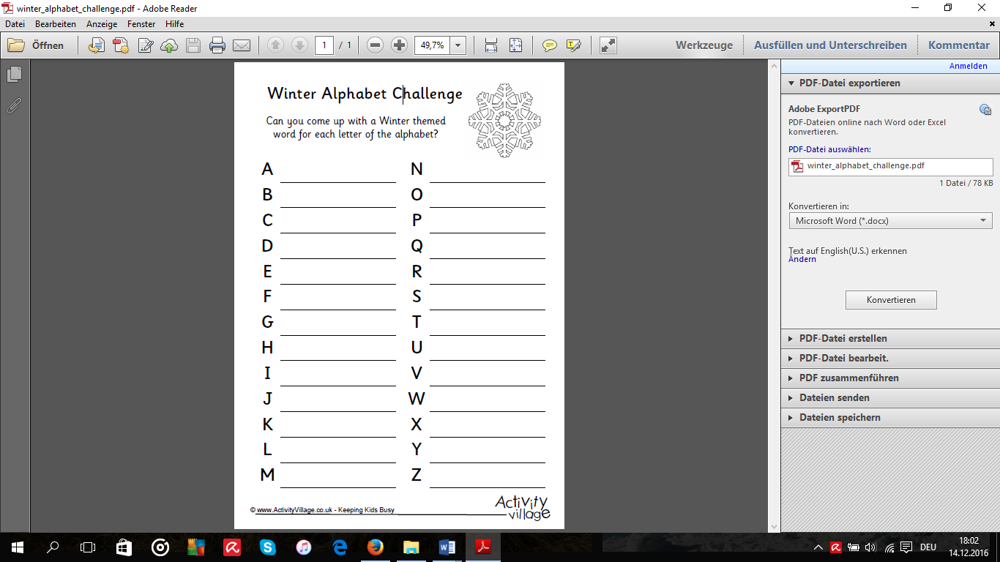 winter_alphabet_challenge.pdf - Adobe Reader
Datei Bearbeiten Anzeige Fenster Hilfe
Öffnen 1 / 1 49,7% Werkzeuge Ausfüllen und Unterschreiben Kommentar
Winter Alphabet Challenge
Can you come up with a Winter themed
word for each letter of the alphabet?
A
B
C
D
E
F
G
H
I
J
K
L
M
N
O
P
Q
R
S
T
U
V
W
X
Y
Z
© www.ActivityVillage.co.uk - Keeping Kids Busy
Activity
village
Anmelden
PDF-Datei exportieren
Adobe ExportPDF
PDF-Dateien online nach Word oder Excel
konvertieren.
PDF-Datei auswählen:
winter_alphabet_challenge.pdf
1 Datei / 78 KB
Konvertieren in:
Microsoft Word (*.docx)
Text auf English(U.S.) erkennen
Ändern
Konvertieren
PDF-Datei erstellen
PDF-Datei bearbeit.
PDF zusammenführen
Dateien senden
Dateien speichern
DEU
18:02
14.12.2016